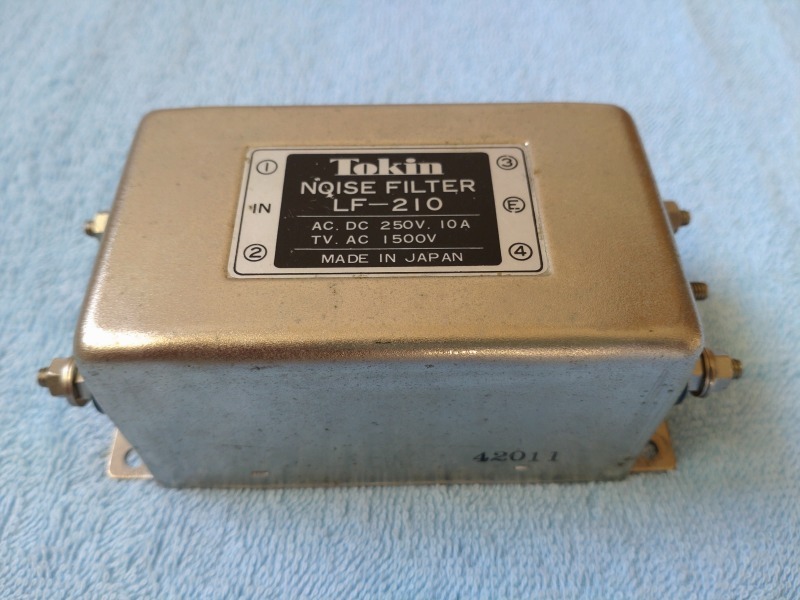 ① Tokin ③
NOISE FILTER
IN LF-210 Ⓔ
AC. DC 250V. 10A
TV. AC 1500V
② MADE IN JAPAN ④
42011